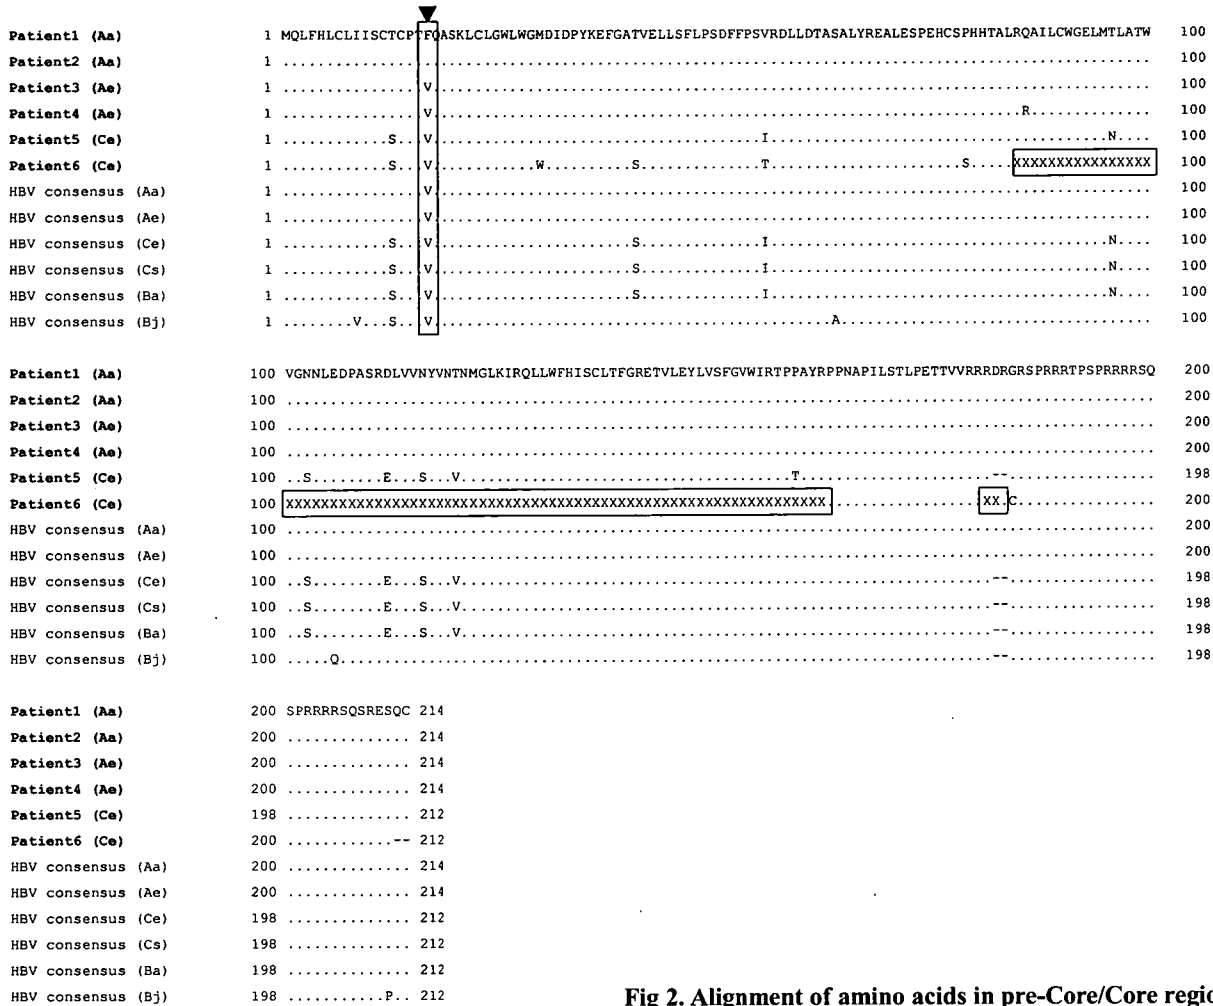 Patient1 (Aa) 1 MQLFHLCLIISCTCPTFQASKLCLGWLWGMDIDPYKEFGATVELLSFLPSDFFPSVRDLLDTASALYREALESPEHCSPHHTALRQAILCWGELMTLATW 100
Patient2 (Aa) 1 .................................................................................................... 100
Patient3 (Ae) 1 ................V................................................................................... 100
Patient4 (Ae) 1 ................V....................................................................R.............. 100
Patient5 (Ce) 1 ............S...V......................................I.......................................N.... 100
Patient6 (Ce) 1 ............S...V............W..........S..............T......................S.....XXXXXXXXXXXXXXXX 100
HBV consensus (Aa) 1 ................V................................................................................... 100
HBV consensus (Ae) 1 ................V................................................................................... 100
HBV consensus (Ce) 1 ............S...V.......................S..............I.......................................N.... 100
HBV consensus (Cs) 1 ............S...V.......................S..............I.......................................N.... 100
HBV consensus (Ba) 1 ............S...V.......................S..............I.......................................N.... 100
HBV consensus (Bj) 1 ........V...S...V..............................................A.................................... 100
Patient1 (Aa) 100 VGNNLEDPASRDLVVNYVNTNMGLKIRQLLWFHISCLTFGRETVLEYLVSFGVWIRTPPAYRPPNAPILSTLPETTVVRRRDRGRSPRRRTPSPRRRRSQ 200
Patient2 (Aa) 100 .................................................................................................... 200
Patient3 (Ae) 100 .................................................................................................... 200
Patient4 (Ae) 100 .................................................................................................... 200
Patient5 (Ce) 100 ..S........E...S...V......................................T......................--................. 198
Patient6 (Ce) 100 XXXXXXXXXXXXXXXXXXXXXXXXXXXXXXXXXXXXXXXXXXXXXXXXXXXXXXXXXXXXXX..................XX.C................ 200
HBV consensus (Aa) 100 .................................................................................................... 200
HBV consensus (Ae) 100 .................................................................................................... 200
HBV consensus (Ce) 100 ..S........E...S...V.............................................................--................. 198
HBV consensus (Cs) 100 ..S........E...S...V.............................................................--................. 198
HBV consensus (Ba) 100 ..S........E...S...V.............................................................--................. 198
HBV consensus (Bj) 100 .....Q...........................................................................--................. 198
Patient1 (Aa) 200 SPRRRRSQSRESQC 214
Patient2 (Aa) 200 .............. 214
Patient3 (Ae) 200 .............. 214
Patient4 (Ae) 200 .............. 214
Patient5 (Ce) 198 .............. 212
Patient6 (Ce) 200 ............-- 212
HBV consensus (Aa) 200 .............. 214
HBV consensus (Ae) 200 .............. 214
HBV consensus (Ce) 198 .............. 212
HBV consensus (Cs) 198 .............. 212
HBV consensus (Ba) 198 .............. 212
HBV consensus (Bj) 198 ...........P.. 212
Fig 2. Alignment of amino acids in pre-Core/Core regio